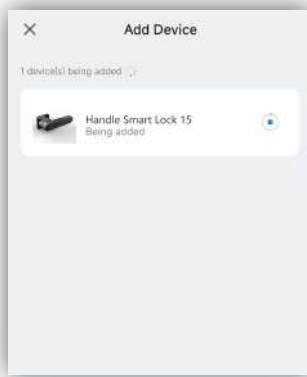 Add Device
1 device(s) being added
Handle Smart Lock 15
Being added